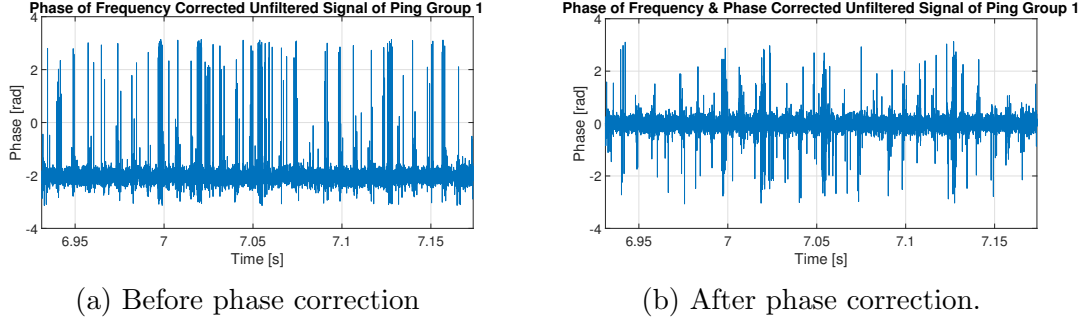 Phase of Frequency Corrected Unfiltered Signal of Ping Group 1
4
2
0
-2
-4
Phase [rad]
6.95
7
7.05
7.1
7.15
Time [s]
(a) Before phase correction
Phase of Frequency & Phase Corrected Unfiltered Signal of Ping Group 1
4
2
0
-2
-4
Phase [rad]
6.95
7
7.05
7.1
7.15
Time [s]
(b) After phase correction.